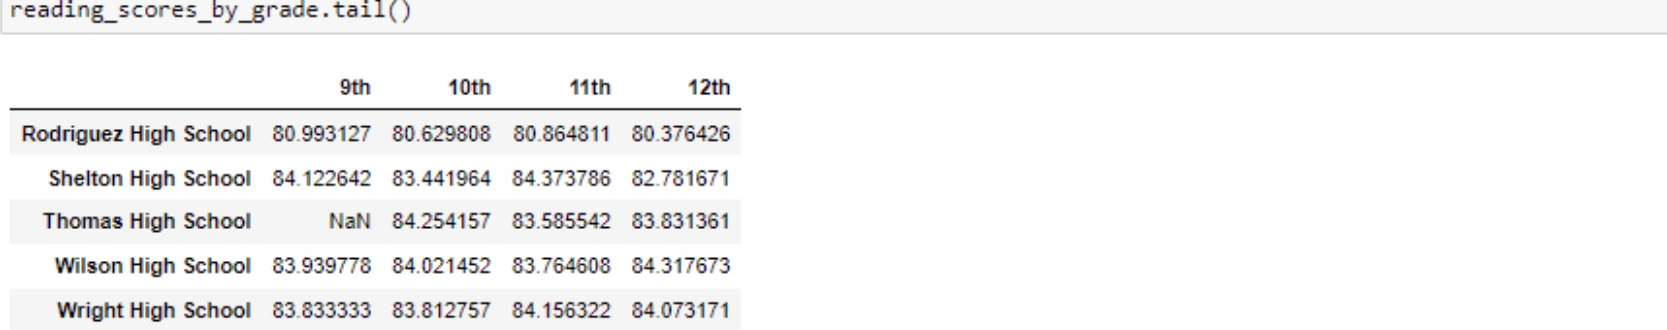 reading_scores_by_grade.tail()
9th 10th 11th 12th
Rodriguez High School 80.993127 80.629808 80.864811 80.376426
Shelton High School 84.122642 83.441964 84.373786 82.781671
Thomas High School NaN 84.254157 83.585542 83.831361
Wilson High School 83.939778 84.021452 83.764608 84.317673
Wright High School 83.833333 83.812757 84.156322 84.073171